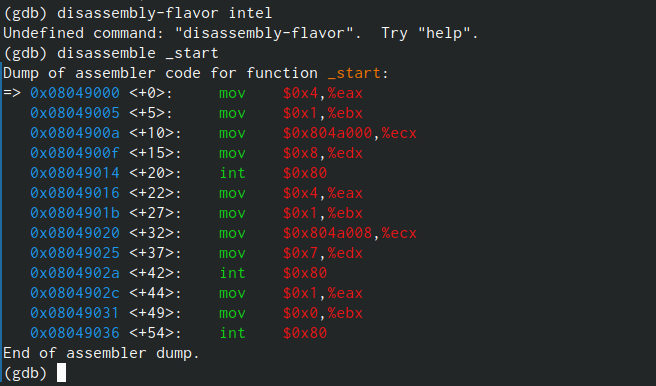 (gdb) disassembly-flavor intel
Undefined command: "disassembly-flavor".  Try "help".
(gdb) disassemble _start
Dump of assembler code for function _start:
=> 0x08049000 <+0>:     mov    $0x4,%eax
   0x08049005 <+5>:     mov    $0x1,%ebx
   0x0804900a <+10>:    mov    $0x804a000,%ecx
   0x0804900f <+15>:    mov    $0x8,%edx
   0x08049014 <+20>:    int    $0x80
   0x08049016 <+22>:    mov    $0x4,%eax
   0x0804901b <+27>:    mov    $0x1,%ebx
   0x08049020 <+32>:    mov    $0x804a008,%ecx
   0x08049025 <+37>:    mov    $0x7,%edx
   0x0804902a <+42>:    int    $0x80
   0x0804902c <+44>:    mov    $0x1,%eax
   0x08049031 <+49>:    mov    $0x0,%ebx
   0x08049036 <+54>:    int    $0x80
End of assembler dump.
(gdb)